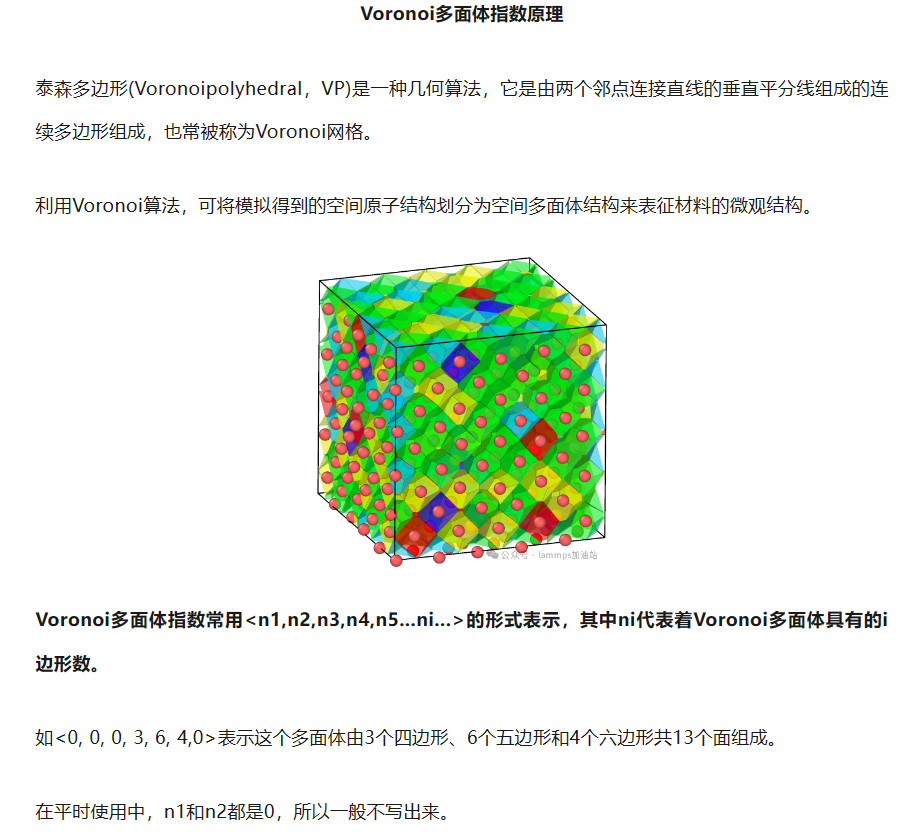 Voronoi多面体指数原理
泰森多边形(Voronoipolyhedral，VP)是一种几何算法，它是由两个邻点连接直线的垂直平分线组成的连
续多边形组成，也常被称为Voronoi网格。
利用Voronoi算法，可将模拟得到的空间原子结构划分为空间多面体结构来表征材料的微观结构。
公众号 · lammps加油站
Voronoi多面体指数常用<n1,n2,n3,n4,n5...ni...>的形式表示，其中ni代表着Voronoi多面体具有的i
边形数。
如<0, 0, 0, 3, 6, 4,0>表示这个多面体由3个四边形、6个五边形和4个六边形共13个面组成。
在平时使用中，n1和n2都是0，所以一般不写出来。